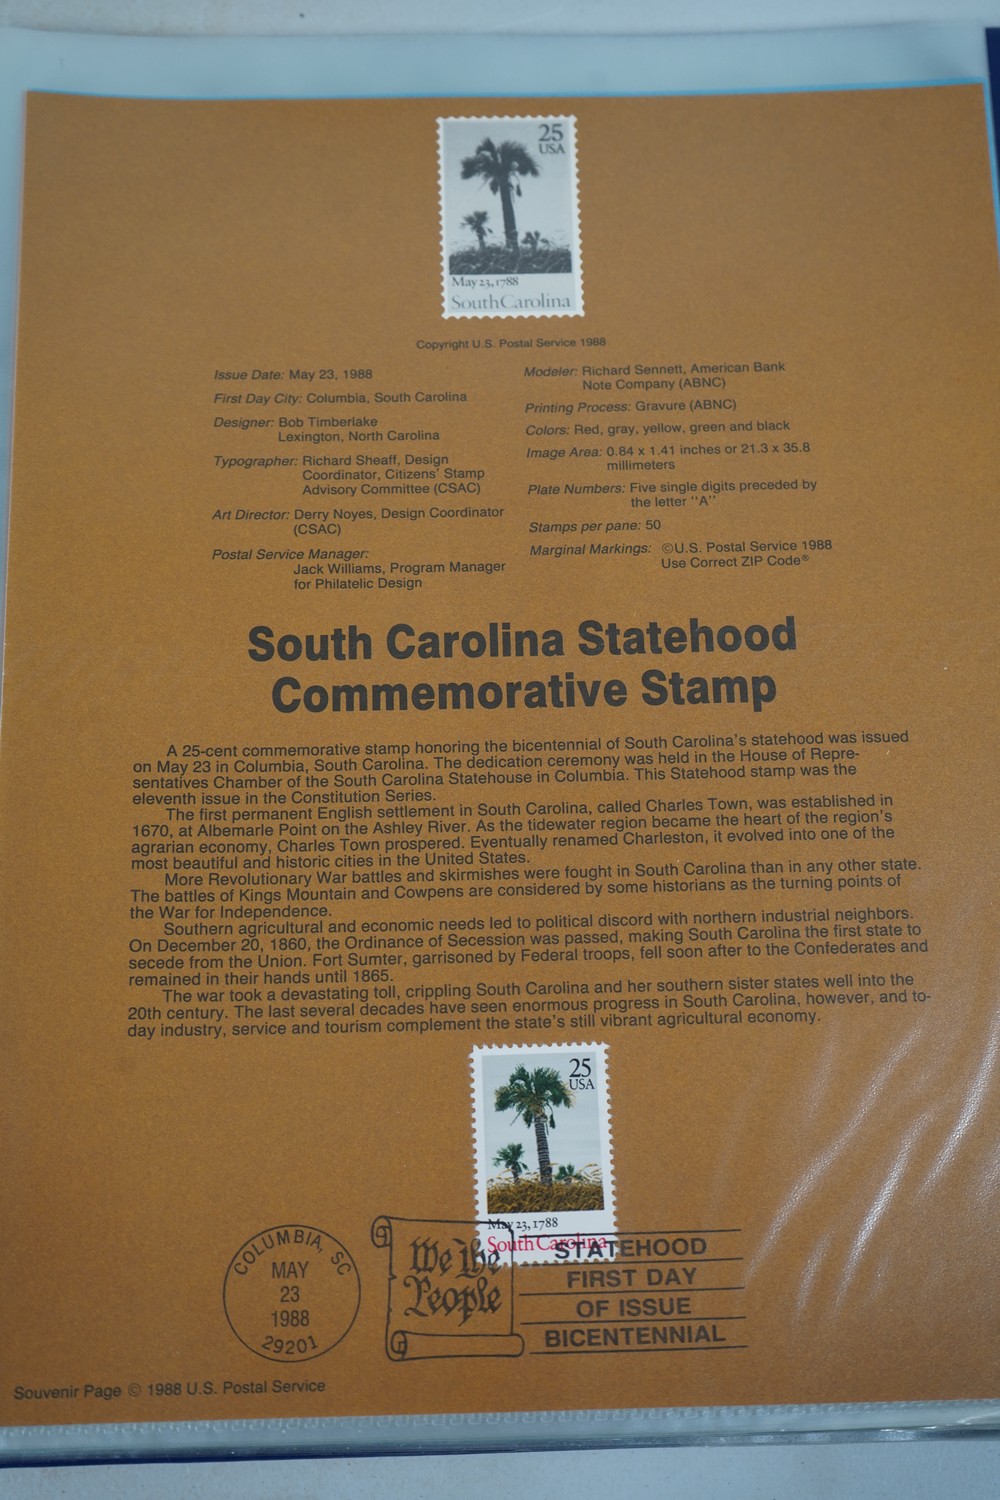 25
USA
May 23, 1788
South Carolina
Copyright U.S. Postal Service 1988
Issue Date: May 23, 1988
First Day City: Columbia, South Carolina
Designer: Bob Timberlake
Lexington, North Carolina
Typographer: Richard Sheaff, Design
Coordinator, Citizens' Stamp
Advisory Committee (CSAC)
Art Director: Derry Noyes, Design Coordinator
(CSAC)
Postal Service Manager:
Jack Williams, Program Manager
for Philatelic Design
Modeler: Richard Sennett, American Bank
Note Company (ABNC)
Printing Process: Gravure (ABNC)
Colors: Red, gray, yellow, green and black
Image Area: 0.84 x 1.41 inches or 21.3 x 35.8
millimeters
Plate Numbers: Five single digits preceded by
the letter "A"
Stamps per pane: 50
Marginal Markings: ©U.S. Postal Service 1988
Use Correct ZIP Code®
South Carolina Statehood
Commemorative Stamp
A 25-cent commemorative stamp honoring the bicentennial of South Carolina's statehood was issued
on May 23 in Columbia, South Carolina. The dedication ceremony was held in the House of Repre-
sentatives Chamber of the South Carolina Statehouse in Columbia. This Statehood stamp was the
eleventh issue in the Constitution Series.
The first permanent English settlement in South Carolina, called Charles Town, was established in
1670, at Albemarle Point on the Ashley River. As the tidewater region became the heart of the region's
agrarian economy, Charles Town prospered. Eventually renamed Charleston, it evolved into one of the
most beautiful and historic cities in the United States.
More Revolutionary War battles and skirmishes were fought in South Carolina than in any other state.
The battles of Kings Mountain and Cowpens are considered by some historians as the turning points of
the War for Independence.
Southern agricultural and economic needs led to political discord with northern industrial neighbors.
On December 20, 1860, the Ordinance of Secession was passed, making South Carolina the first state to
secede from the Union. Fort Sumter, garrisoned by Federal troops, fell soon after to the Confederates and
remained in their hands until 1865.
The war took a devastating toll, crippling South Carolina and her southern sister states well into the
20th century. The last several decades have seen enormous progress in South Carolina, however, and to-
day industry, service and tourism complement the state's still vibrant agricultural economy.
25
USA
May 23, 1788
South Carolina
COLUMBIA, SC
MAY
23
1988
29201
We the
People
STATEHOOD
FIRST DAY
OF ISSUE
BICENTENNIAL
Souvenir Page © 1988 U.S. Postal Service